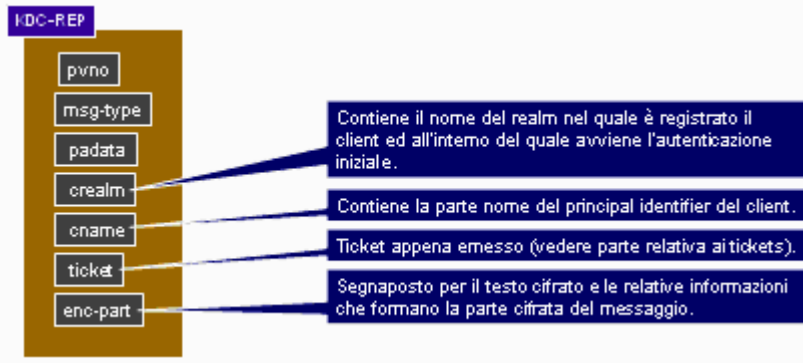 KDC-REP
pvno
msg-type
padata
crealm
cname
ticket
enc-part
Contiene il nome del realm nel quale è registrato il
client ed all'interno del quale avviene l'autenticazione
iniziale.
Contiene la parte nome del principal identifier del client.
Ticket appena emesso (vedere parte relativa ai tickets).
Segnaposto per il testo cifrato e le relative informazioni
che formano la parte cifrata del messaggio.